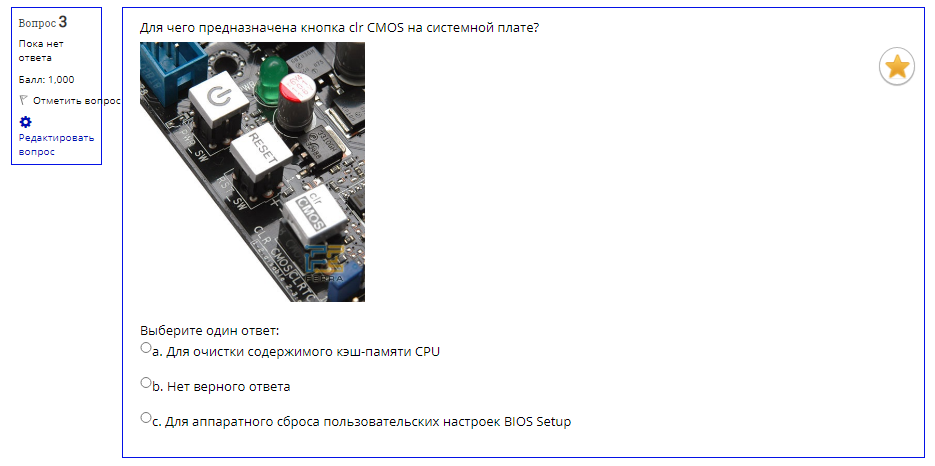 Вопрос 3
Пока нет
ответа
Балл: 1,000
Отметить вопрос
Редактировать
вопрос
Для чего предназначена кнопка clr CMOS на системной плате?
RESET
clr
CMOS
CLR_CMOS
CLRTC
Выберите один ответ:
a. Для очистки содержимого кэш-памяти CPU
b. Нет верного ответа
c. Для аппаратного сброса пользовательских настроек BIOS Setup